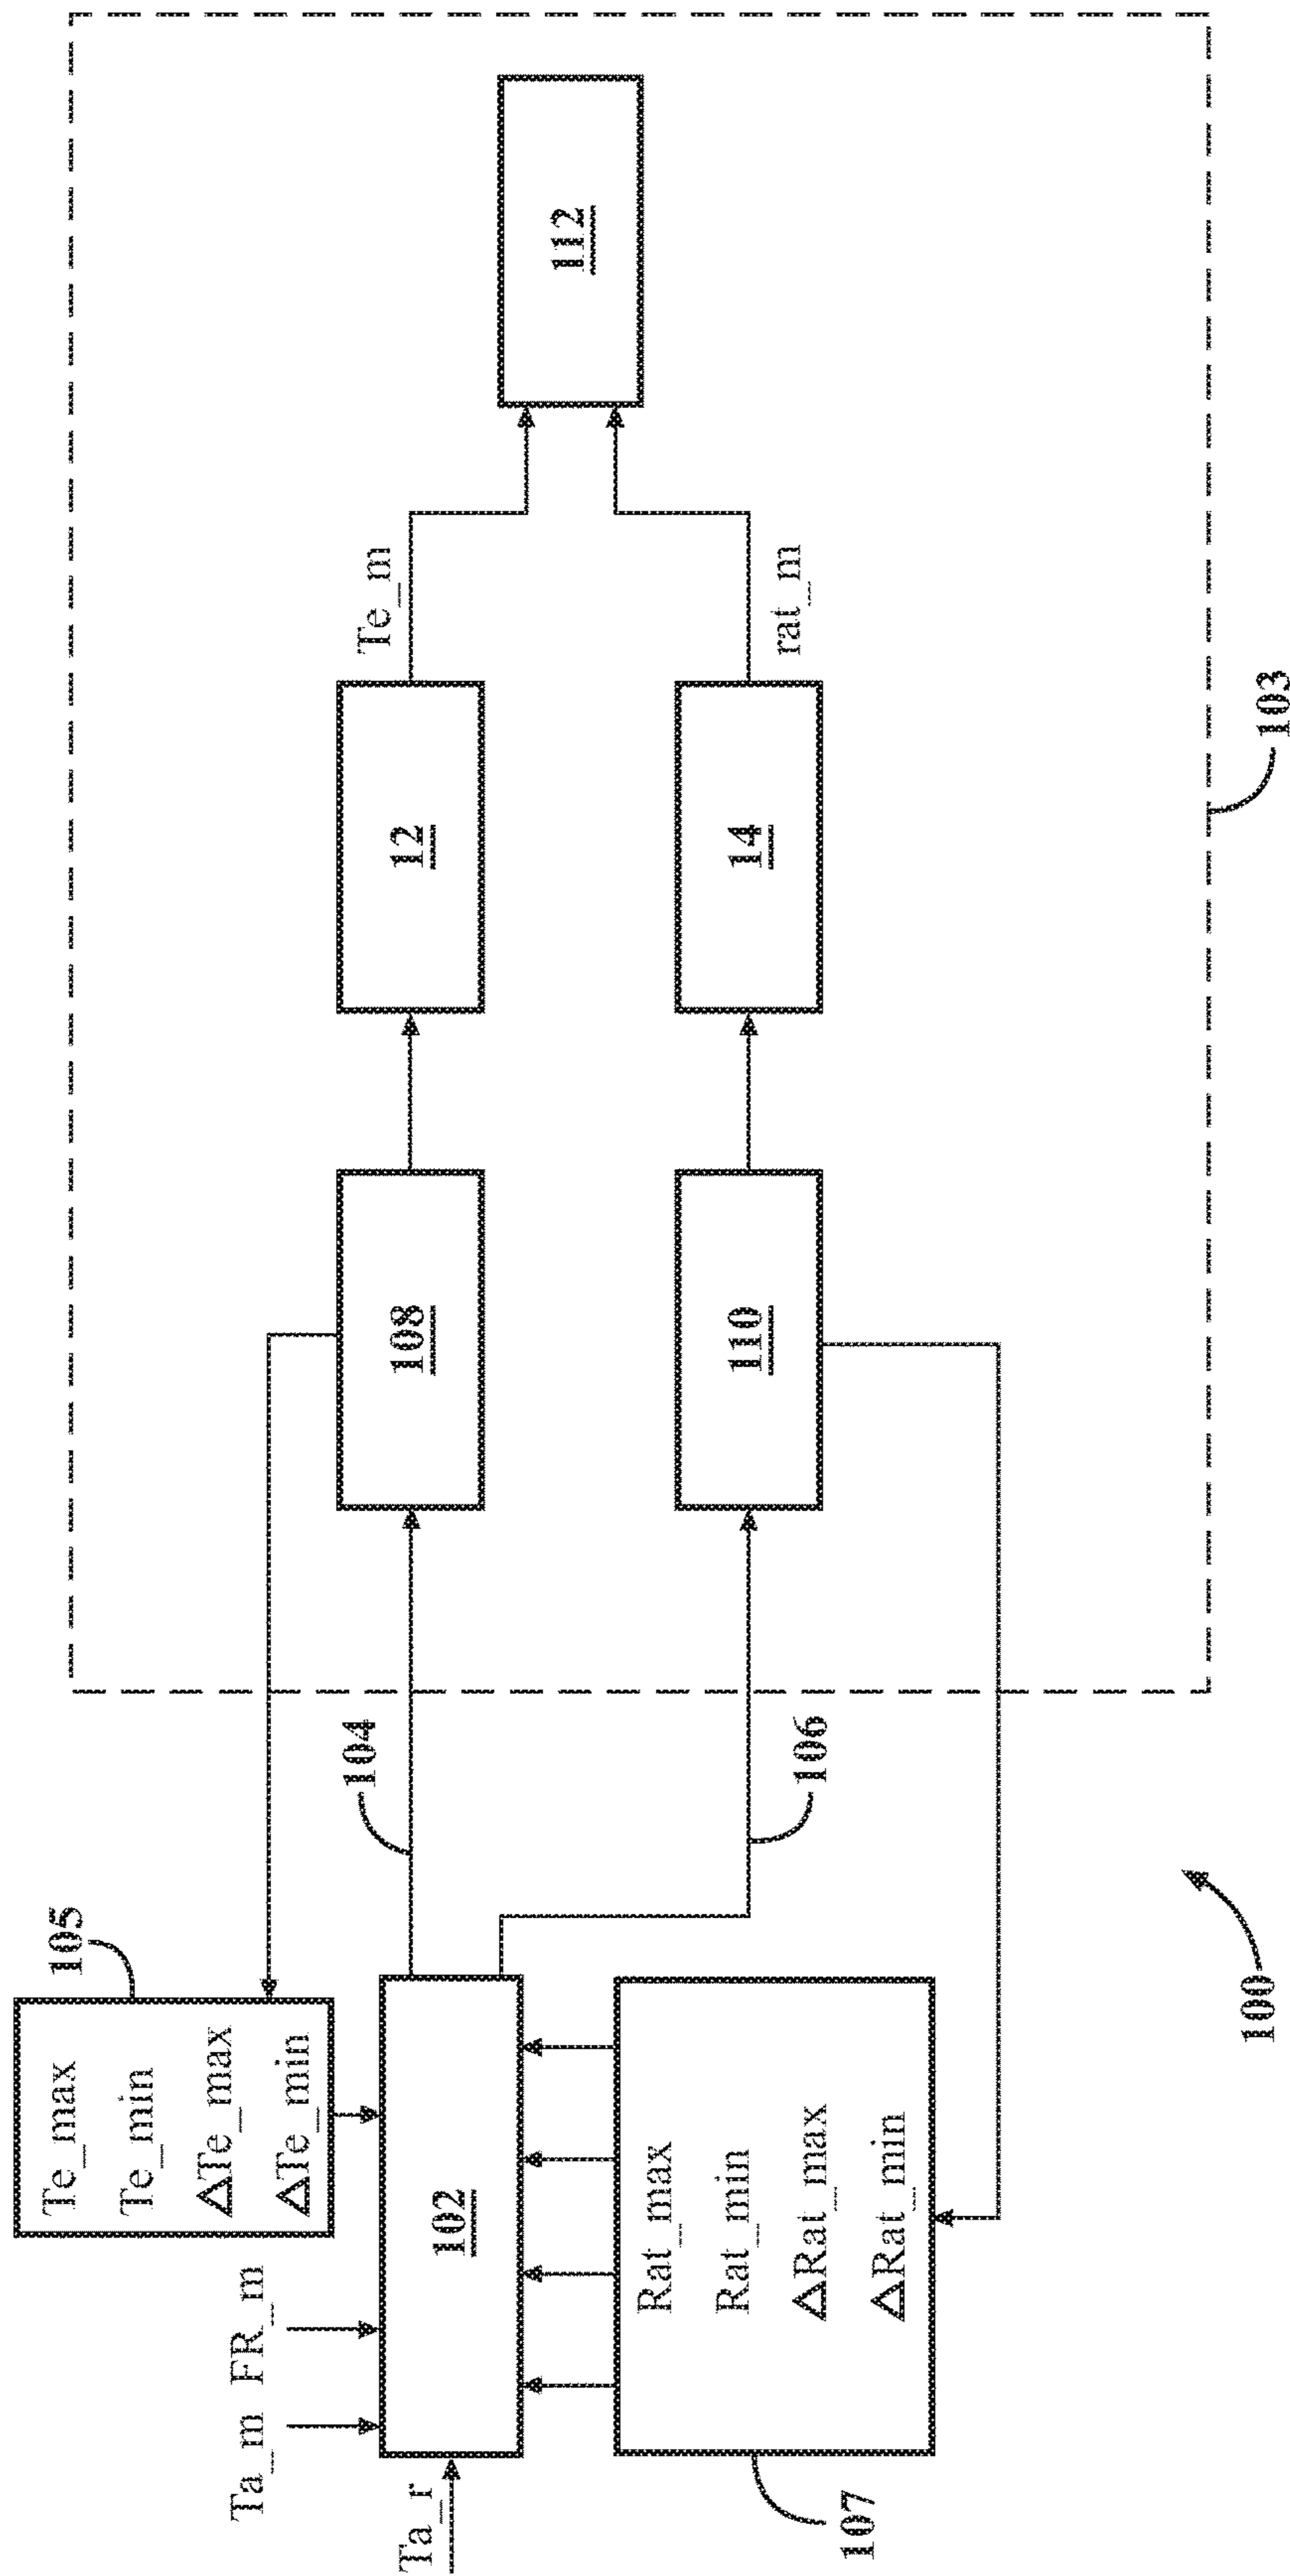 105
Te_max
Te_min
ΔTe_max
ΔTe_min
Ta_m
FR_m
Ta_r
102
104
106
107
Rat_max
Rat_min
ΔRat_max
ΔRat_min
108
12
Te_m
110
14
rat_m
112
100
103